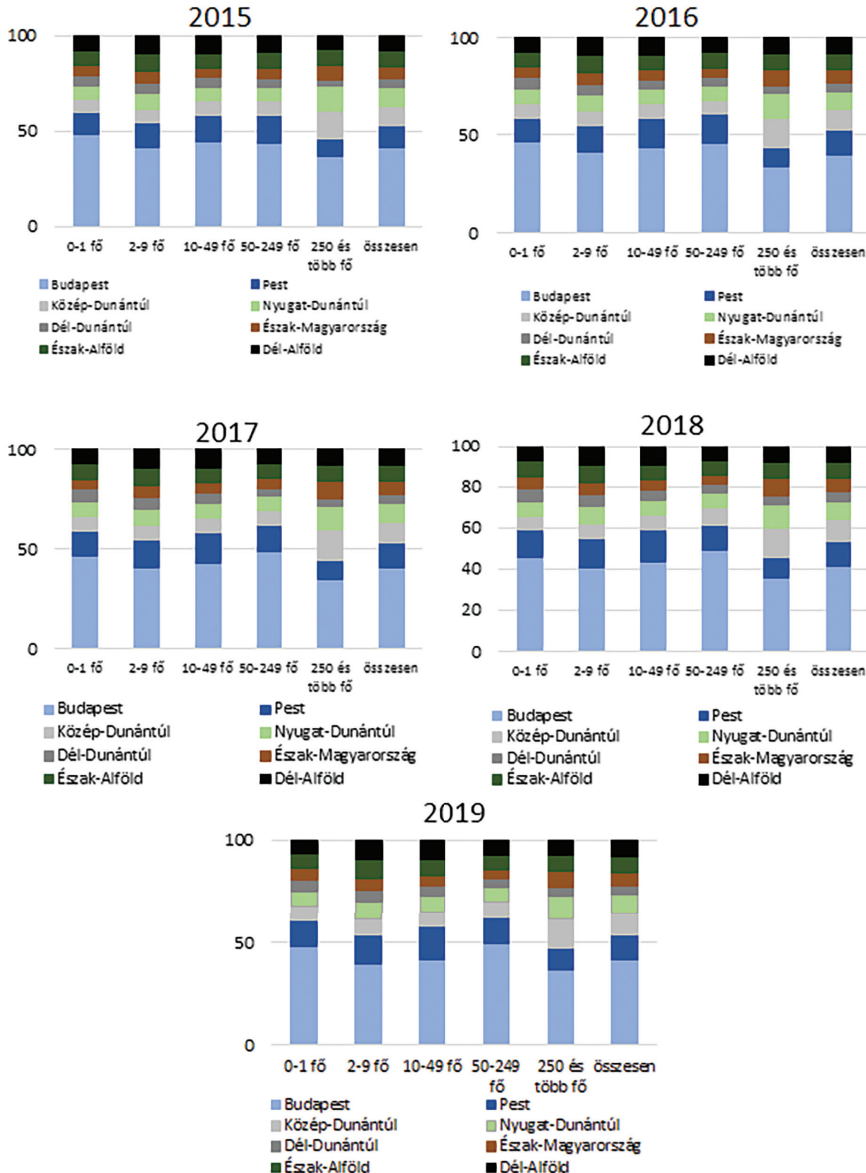 2015
100
50
0
0-1 fő 2-9 fő 10-49 fő 50-249 fő 250 és összesen
több fő
Budapest Pest
Közép-Dunántúl Nyugat-Dunántúl
Dél-Dunántúl Észak-Magyarország
Észak-Alföld Dél-Alföld
2016
100
50
0
0-1 fő 2-9 fő 10-49 fő 50-249 fő 250 és összesen
több fő
Budapest Pest
Közép-Dunántúl Nyugat-Dunántúl
Dél-Dunántúl Észak-Magyarország
Észak-Alföld Dél-Alföld
2017
100
50
0
0-1 fő 2-9 fő 10-49 fő 50-249 fő 250 és összesen
több fő
Budapest Pest
Közép-Dunántúl Nyugat-Dunántúl
Dél-Dunántúl Észak-Magyarország
Észak-Alföld Dél-Alföld
2018
100
80
60
40
20
0
0-1 fő 2-9 fő 10-49 fő 50-249 fő 250 és összesen
több fő
Budapest Pest
Közép-Dunántúl Nyugat-Dunántúl
Dél-Dunántúl Észak-Magyarország
Észak-Alföld Dél-Alföld
2019
100
50
0
0-1 fő 2-9 fő 10-49 fő 50-249 250 és összesen
fő több fő
Budapest Pest
Közép-Dunántúl Nyugat-Dunántúl
Dél-Dunántúl Észak-Magyarország
Észak-Alföld Dél-Alföld